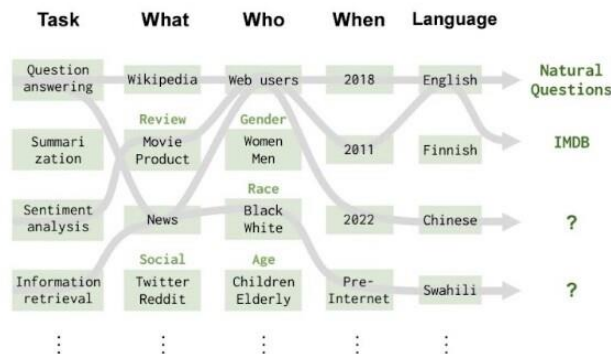 Task What Who When Language
Question answering Wikipedia Web users 2018 English Natural Questions
Review Gender
Summari zation Movie Product Women Men 2011 Finnish IMDB
Race
Sentiment analysis News Black White 2022 Chinese ?
Social Age
Information retrieval Twitter Reddit Children Elderly Pre- Internet Swahili ?